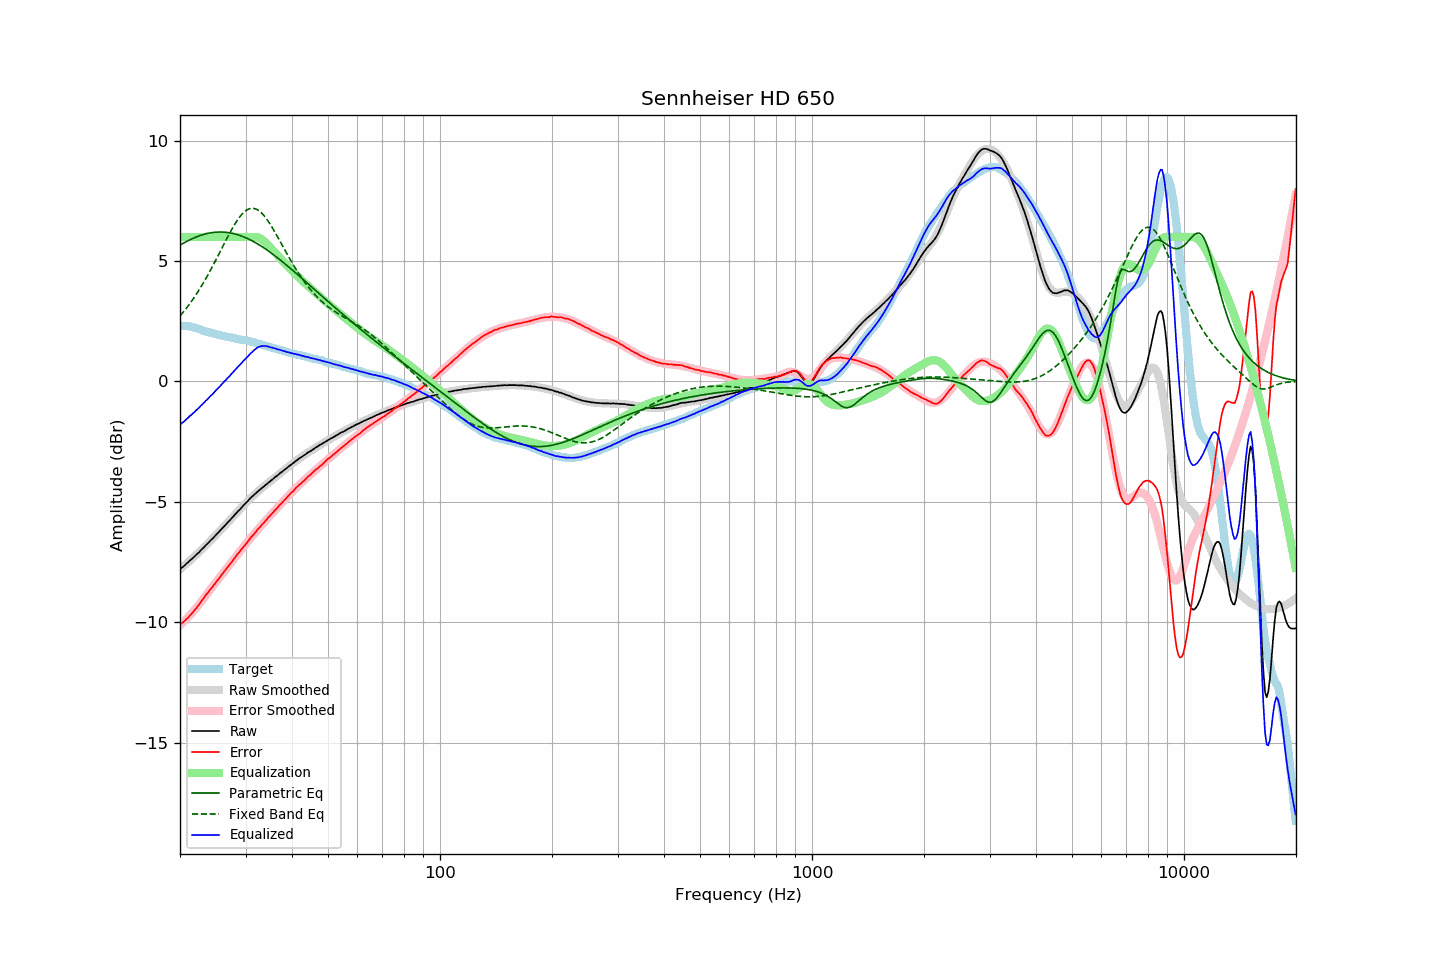 Sennheiser HD 650
10
5
0
−5
−10
−15
Amplitude (dBr)
Target
Raw Smoothed
Error Smoothed
Raw
Error
Equalization
Parametric Eq
Fixed Band Eq
Equalized
100
1000
10000
Frequency (Hz)